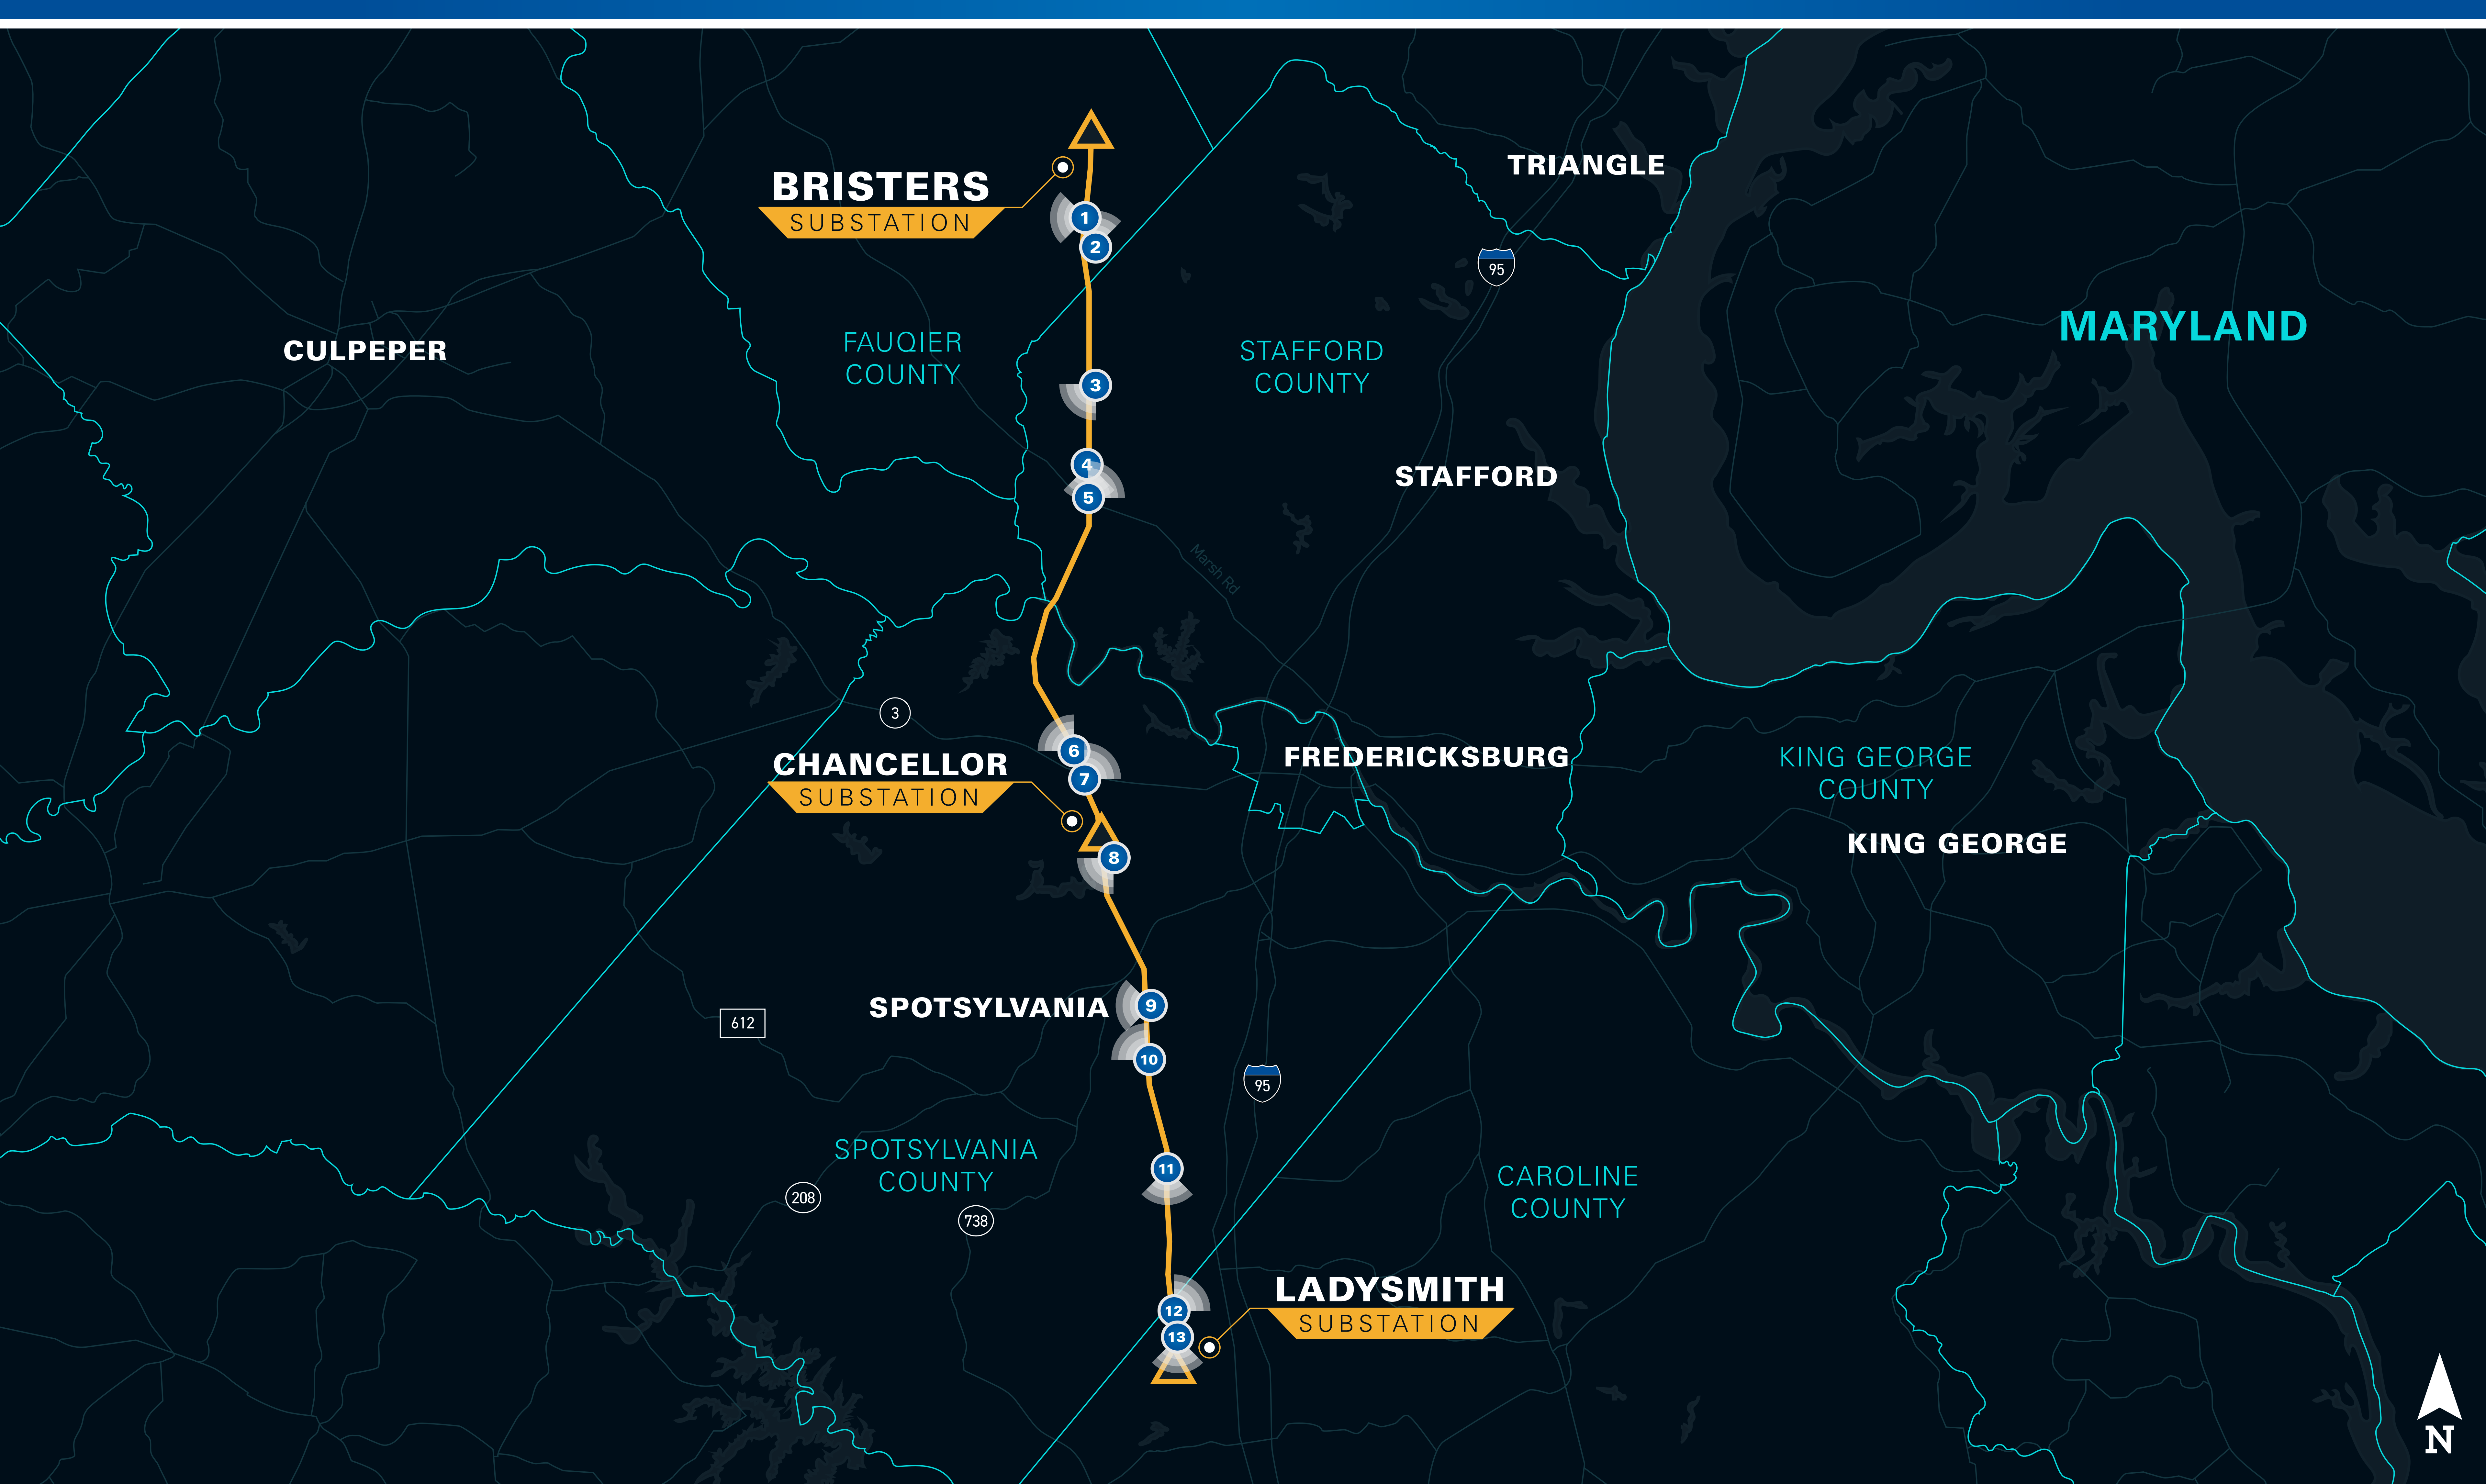 TRIANGLE
BRISTERS
SUBSTATION
1
2
95
MARYLAND
CULPEPER
FAUQIER
COUNTY
STAFFORD
COUNTY
3
4
5
STAFFORD
Marsh Rd
3
6
7
CHANCELLOR
SUBSTATION
FREDERICKSBURG
KING GEORGE
COUNTY
KING GEORGE
8
SPOTSYLVANIA
9
612
10
95
SPOTSYLVANIA
COUNTY
11
208
738
CAROLINE
COUNTY
LADYSMITH
SUBSTATION
12
13
N